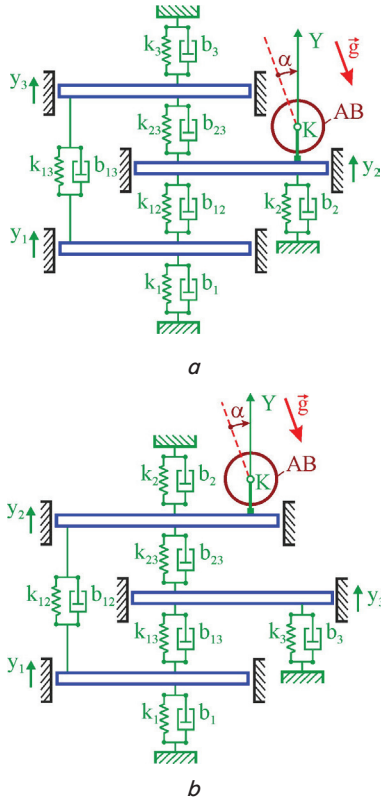 k₃ b₃ Y g⃗
α
y₃ AB
k₂₃ b₂₃ K
k₁₃ b₁₃ y₂
k₁₂ b₁₂ k₂ b₂
y₁
k₁ b₁
a
α Y g⃗
k₂ b₂ K AB
y₂
k₂₃ b₂₃
k₁₂ b₁₂ y₃
k₁₃ b₁₃ k₃ b₃
y₁
k₁ b₁
b